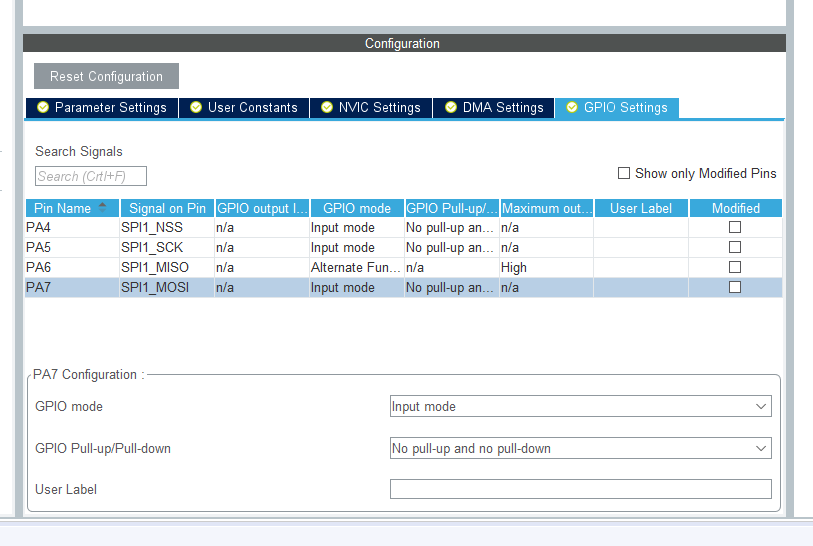 Configuration
Reset Configuration
Parameter Settings User Constants NVIC Settings DMA Settings GPIO Settings
Search Signals
Search (CrtI+F)
Show only Modified Pins
Pin Name Signal on Pin GPIO output l... GPIO mode GPIO Pull-up/... Maximum out... User Label Modified
PA4 SPI1_NSS n/a Input mode No pull-up an... n/a
PA5 SPI1_SCK n/a Input mode No pull-up an... n/a
PA6 SPI1_MISO n/a Alternate Fun... n/a High
PA7 SPI1_MOSI n/a Input mode No pull-up an... n/a
PA7 Configuration :
GPIO mode Input mode
GPIO Pull-up/Pull-down No pull-up and no pull-down
User Label